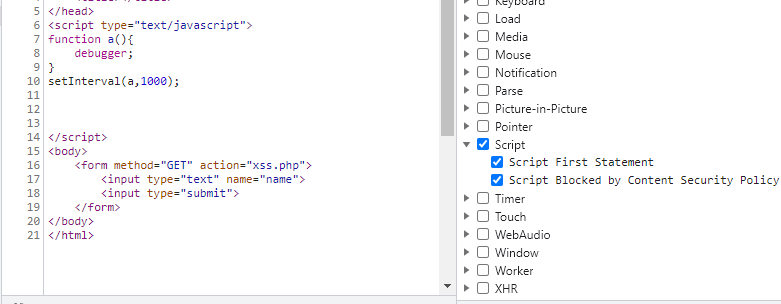 Keyboard
5 </head>
6 <script type="text/javascript">
7 function a(){
8 debugger;
9 }
10 setInterval(a,1000);
11
12
13
14 </script>
15 <body>
16 <form method="GET" action="xss.php">
17 <input type="text" name="name">
18 <input type="submit">
19 </form>
20 </body>
21 </html>
Load
Media
Mouse
Notification
Parse
Picture-in-Picture
Pointer
Script
Script First Statement
Script Blocked by Content Security Policy
Timer
Touch
WebAudio
Window
Worker
XHR